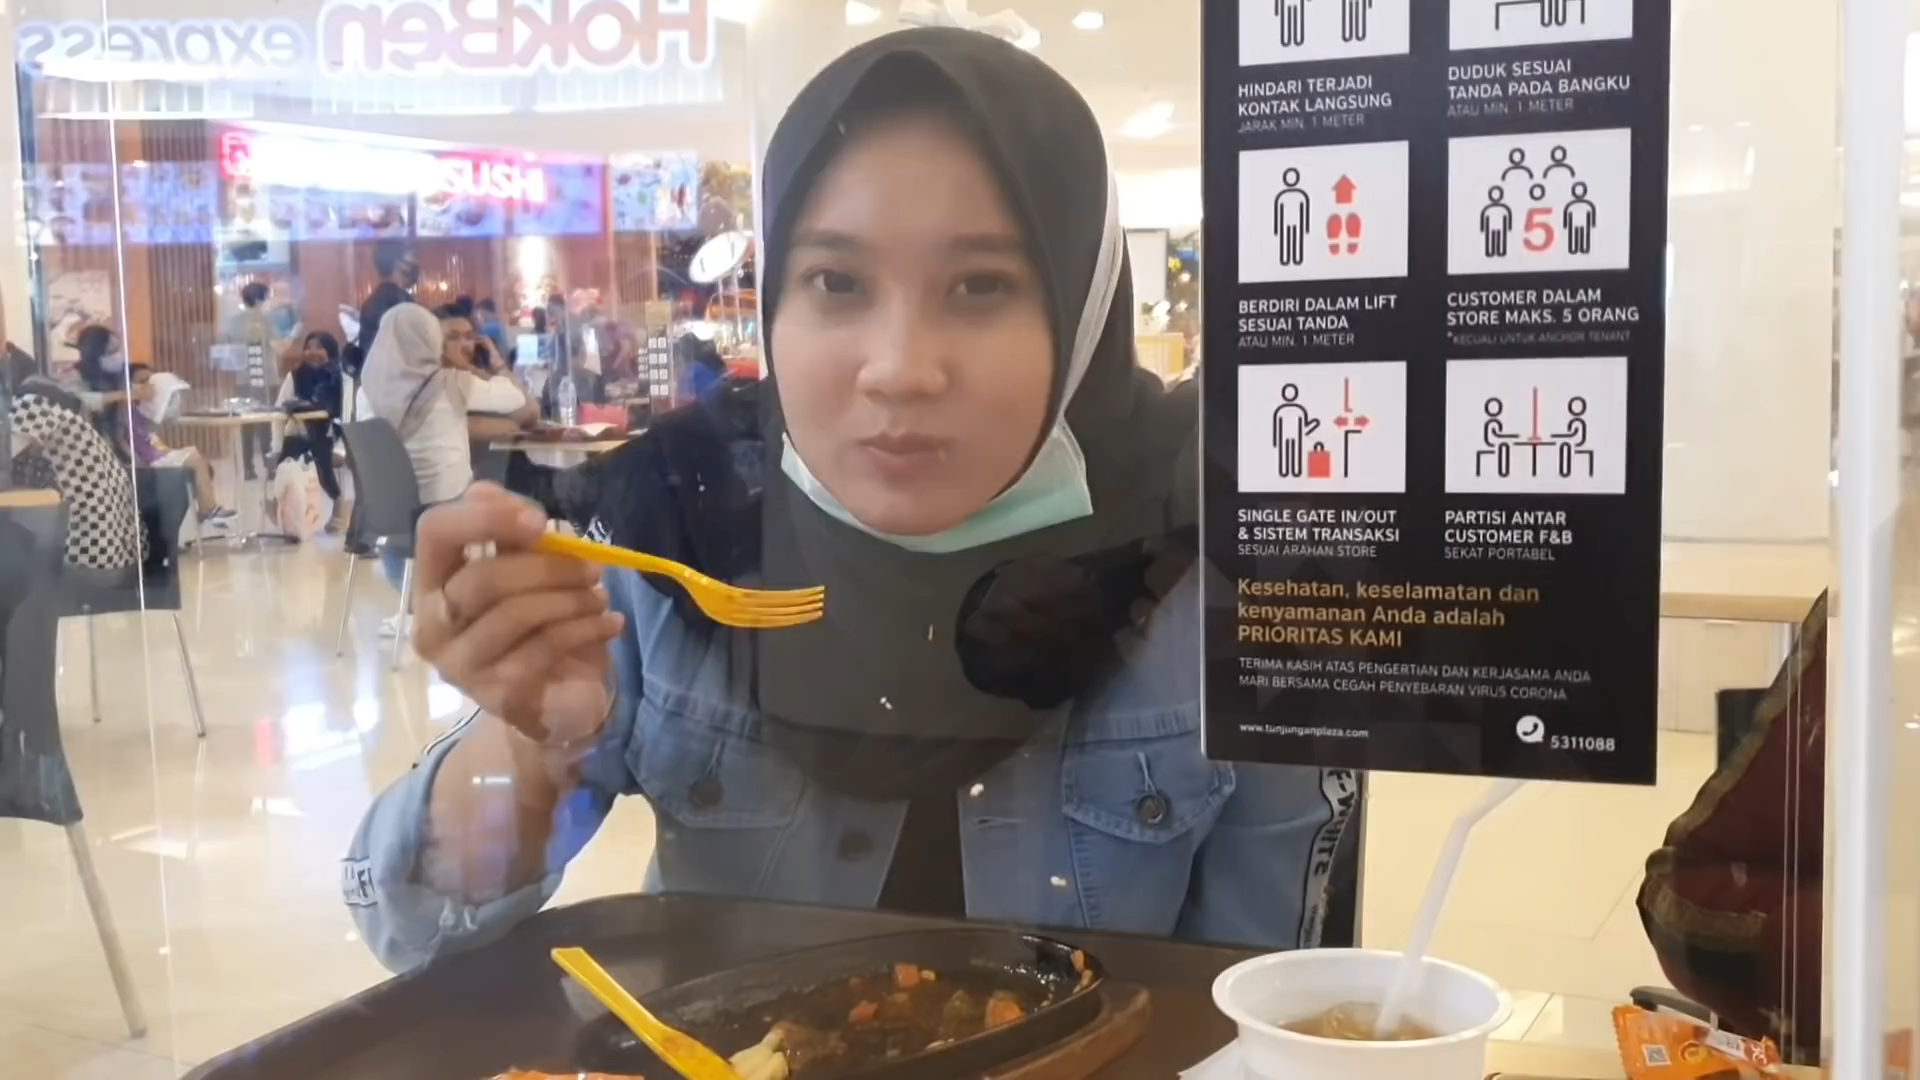 HokBen express
SUSHI
HINDARI TERJADI
KONTAK LANGSUNG
JARAK MIN. 1 METER
DUDUK SESUAI
TANDA PADA BANGKU
ATAU MIN. 1 METER
BERDIRI DALAM LIFT
SESUAI TANDA
ATAU MIN. 1 METER
5
CUSTOMER DALAM
STORE MAKS. 5 ORANG
*KECUALI UNTUK ANCHOR TENANT
SINGLE GATE IN/OUT
& SISTEM TRANSAKSI
SESUAI ARAHAN STORE
PARTISI ANTAR
CUSTOMER F&B
SEKAT PORTABEL
Kesehatan, keselamatan dan
kenyamanan Anda adalah
PRIORITAS KAMI
TERIMA KASIH ATAS PENGERTIAN DAN KERJASAMA ANDA
MARI BERSAMA CEGAH PENYEBARAN VIRUS CORONA
www.tunjunganplaza.com
5311088